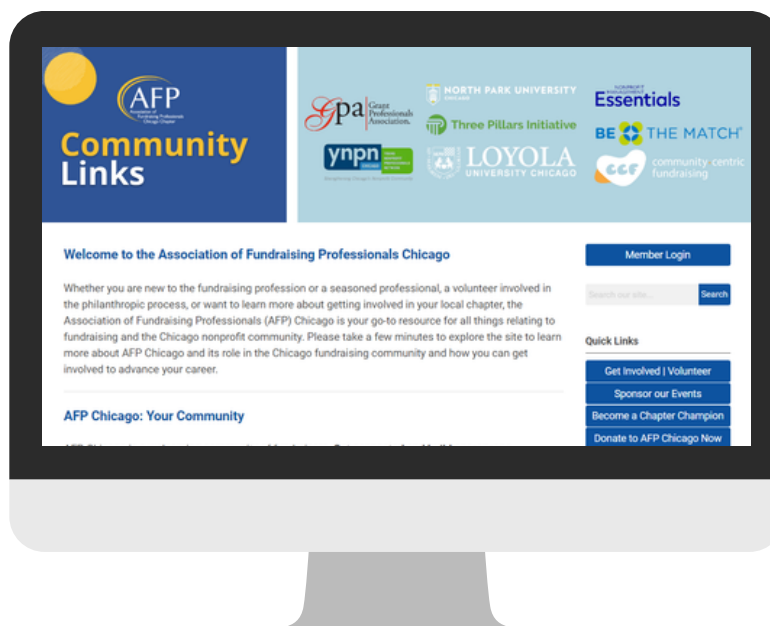 AFP
Association of
Fundraising Professionals
Chicago Chapter
Community
Links
gpa Grant
Professionals
Association.
ynpn
NORTH PARK UNIVERSITY
CHICAGO
Three Pillars Initiative
LOYOLA
UNIVERSITY CHICAGO
NONPROFIT
MANAGEMENT
Essentials
BE THE MATCH®
ccf community centric
fundraising
Welcome to the Association of Fundraising Professionals Chicago
Whether you are new to the fundraising profession or a seasoned professional, a volunteer involved in
the philanthropic process, or want to learn more about getting involved in your local chapter, the
Association of Fundraising Professionals (AFP) Chicago is your go-to resource for all things relating to
fundraising and the Chicago nonprofit community. Please take a few minutes to explore the site to learn
more about AFP Chicago and its role in the Chicago fundraising community and how you can get
involved to advance your career.
AFP Chicago: Your Community
Member Login
Search our site...
Search
Quick Links
Get Involved | Volunteer
Sponsor our Events
Become a Chapter Champion
Donate to AFP Chicago Now